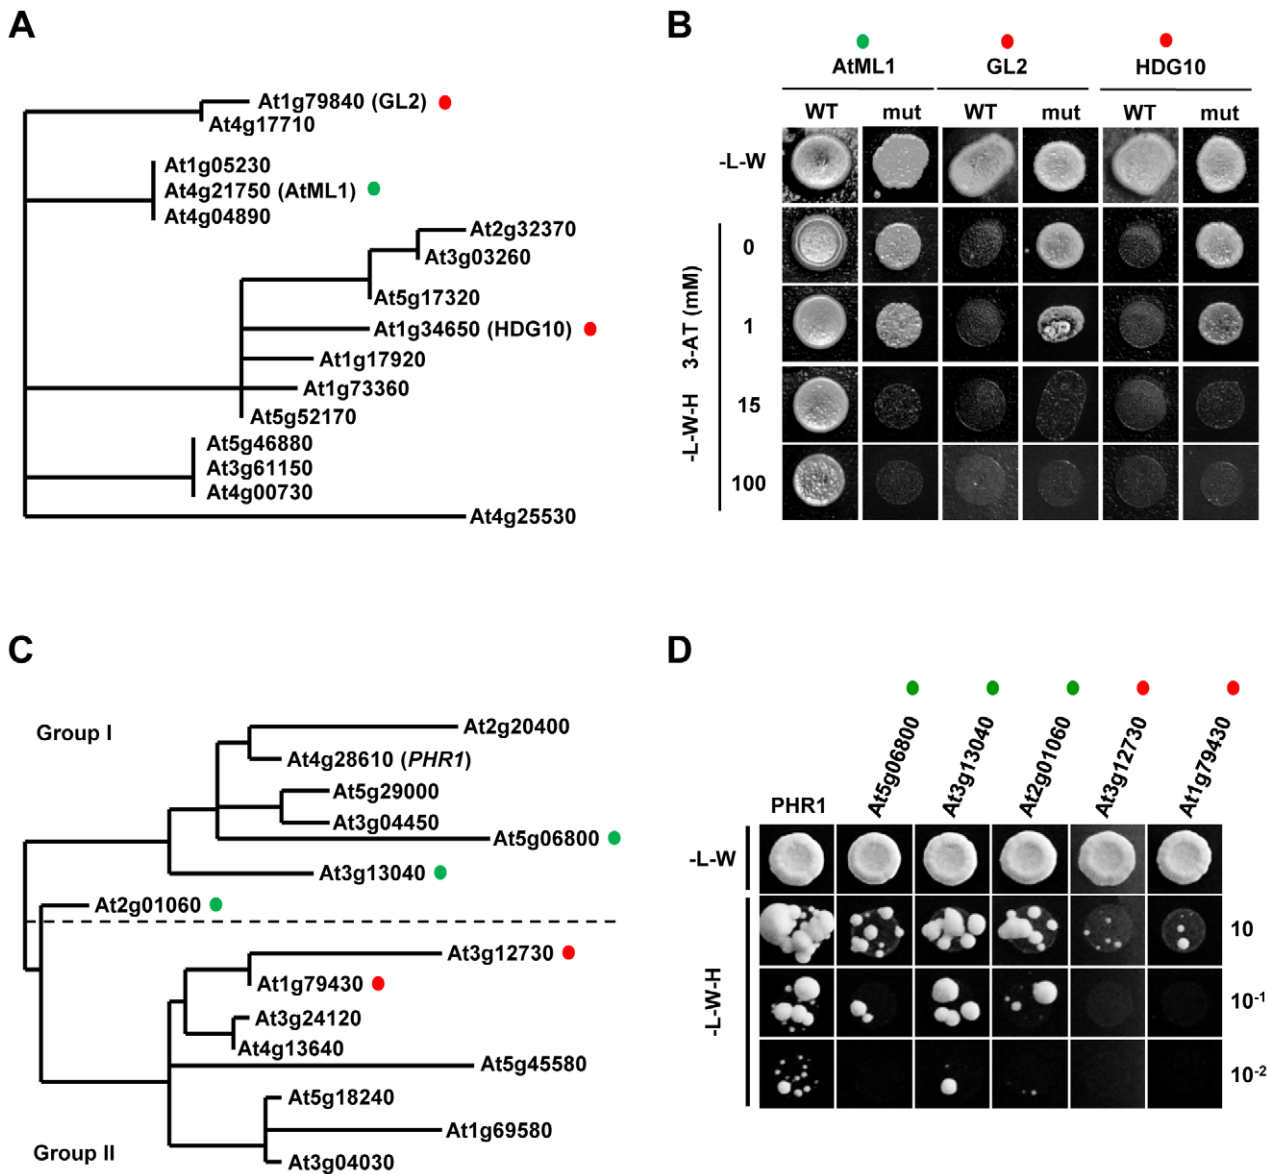 A
At1g79840 (GL2)
At4g17710
At1g05230
At4g21750 (AtML1)
At4g04890
At2g32370
At3g03260
At5g17320
At1g34650 (HDG10)
At1g17920
At1g73360
At5g52170
At5g46880
At3g61150
At4g00730
At4g25530
B
AtML1 GL2 HDG10
WT mut WT mut WT mut
-L-W
0
1
15
100
-L-W-H 3-AT (mM)
C
Group I
At2g20400
At4g28610 (PHR1)
At5g29000
At3g04450
At5g06800
At3g13040
At2g01060
At3g12730
At1g79430
At3g24120
At4g13640
At5g45580
At5g18240
At1g69580
At3g04030
Group II
D
PHR1 At5g06800 At3g13040 At2g01060 At3g12730 At1g79430
-L-W
-L-W-H
10
10-1
10-2